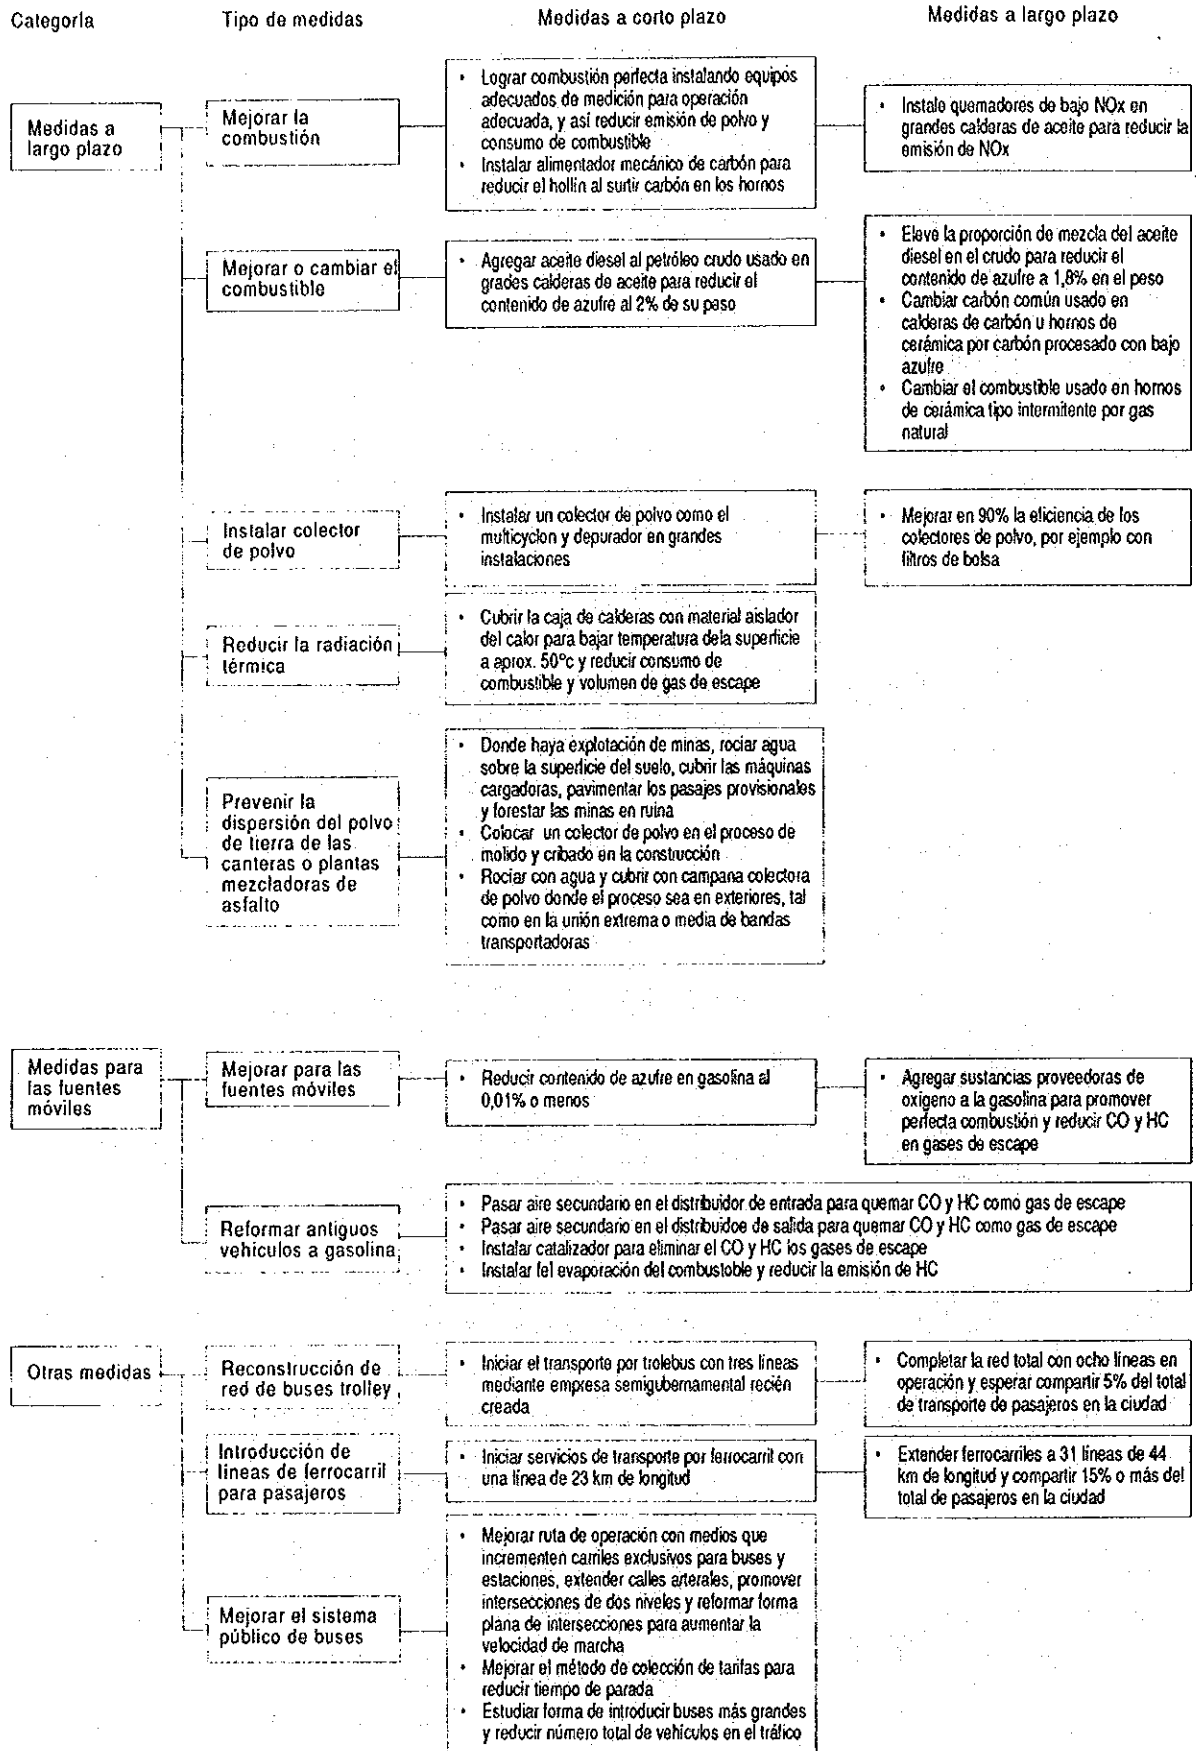 Categoría
Tipo de medidas
Medidas a corto plazo
Medidas a largo plazo
Medidas a
largo plazo
Mejorar la
combustión
• Lograr combustión perfecta instalando equipos
adecuados de medición para operación
adecuada, y así reducir emisión de polvo y
consumo de combustible
• Instalar alimentador mecánico de carbón para
reducir el hollin al surtir carbón en los hornos
• Instale quemadores de bajo NOx en
grandes calderas de aceite para reducir la
emisión de NOx
Mejorar o cambiar el
combustible
• Agregar aceite diesel al petróleo crudo usado en
grades calderas de aceite para reducir el
contenido de azufre al 2% de su peso
• Eleve la proporción de mezcla del aceite
diesel en el crudo para reducir el
contenido de azufre a 1,8% en el peso
• Cambiar carbón común usado en
calderas de carbón u hornos de
cerámica por carbón procesado con bajo
azufre
• Cambiar el combustible usado en hornos
de cerámica tipo intermitente por gas
natural
Instalar colector
de polvo
• Instalar un colector de polvo como el
multicyclon y depurador en grandes
instalaciones
• Mejorar en 90% la eficiencia de los
colectores de polvo, por ejemplo con
filtros de bolsa
Reducir la radiación
térmica
• Cubrir la caja de calderas con material aislador
del calor para bajar temperatura dela superficie
a aprox. 50°c y reducir consumo de
combustible y volumen de gas de escape
Prevenir la
dispersión del polvo
de tierra de las
canteras o plantas
mezcladoras de
asfalto
• Donde haya explotación de minas, rociar agua
sobre la superficie del suelo, cubrir las máquinas
cargadoras, pavimentar los pasajes provisionales
y forestar las minas en ruina
• Colocar un colector de polvo en el proceso de
molido y cribado en la construcción
• Rociar con agua y cubrir con campana colectora
de polvo donde el proceso sea en exteriores, tal
como en la unión extrema o media de bandas
transportadoras
Medidas para
las fuentes
móviles
Mejorar para las
fuentes móviles
• Reducir contenido de azufre en gasolina al
0,01% o menos
• Agregar sustancias proveedoras de
oxígeno a la gasolina para promover
perfecta combustión y reducir CO y HC
en gases de escape
Reformar antiguos
vehículos a gasolina
• Pasar aire secundario en el distribuidor de entrada para quemar CO y HC como gas de escape
• Pasar aire secundario en el distribuidoe de salida para quemar CO y HC como gas de escape
• Instalar catalizador para eliminar el CO y HC los gases de escape
• Instalar fel evaporación del combustoble y reducir la emisión de HC
Otras medidas
Reconstrucción de
red de buses trolley
• Iniciar el transporte por trolebus con tres líneas
mediante empresa semigubernamental recién
creada
• Completar la red total con ocho líneas en
operación y esperar compartir 5% del total
de transporte de pasajeros en la ciudad
Introducción de
líneas de ferrocarril
para pasajeros
• Iniciar servicios de transporte por ferrocarril con
una línea de 23 km de longitud
• Extender ferrocarriles a 31 líneas de 44
km de longitud y compartir 15% o más del
total de pasajeros en la ciudad
Mejorar el sistema
público de buses
• Mejorar ruta de operación con medios que
incrementen carriles exclusivos para buses y
estaciones, extender calles arterales, promover
intersecciones de dos niveles y reformar forma
plana de intersecciones para aumentar la
velocidad de marcha
• Mejorar el método de colección de tarifas para
reducir tiempo de parada
• Estudiar forma de introducir buses más grandes
y reducir número total de vehículos en el tráfico